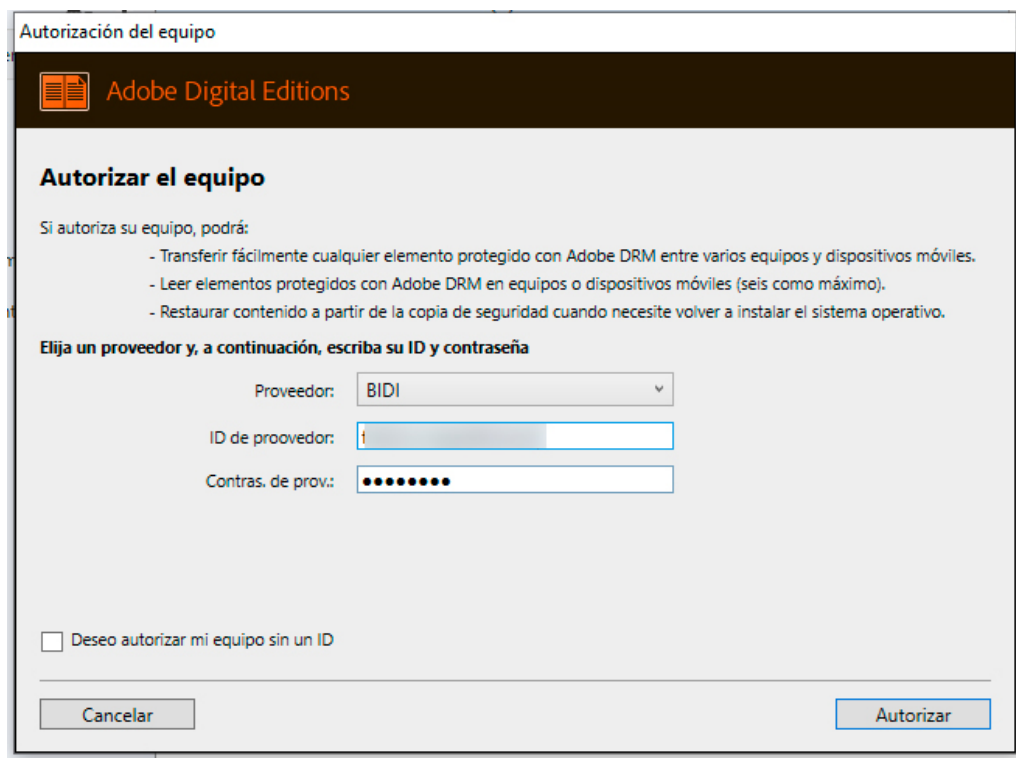 Autorización del equipo
Adobe Digital Editions
Autorizar el equipo
Si autoriza su equipo, podrá:
- Transferir fácilmente cualquier elemento protegido con Adobe DRM entre varios equipos y dispositivos móviles.
- Leer elementos protegidos con Adobe DRM en equipos o dispositivos móviles (seis como máximo).
- Restaurar contenido a partir de la copia de seguridad cuando necesite volver a instalar el sistema operativo.
Elija un proveedor y, a continuación, escriba su ID y contraseña
Proveedor: BIDI
ID de proovedor:
Contras. de prov.: ●●●●●●●●
Deseo autorizar mi equipo sin un ID
Cancelar Autorizar